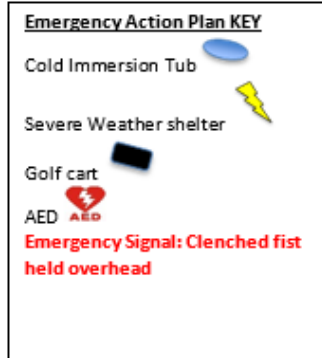 Emergency Action Plan KEY
Cold Immersion Tub
Severe Weather shelter
Golf cart
AED AED
Emergency Signal: Clenched fist
held overhead